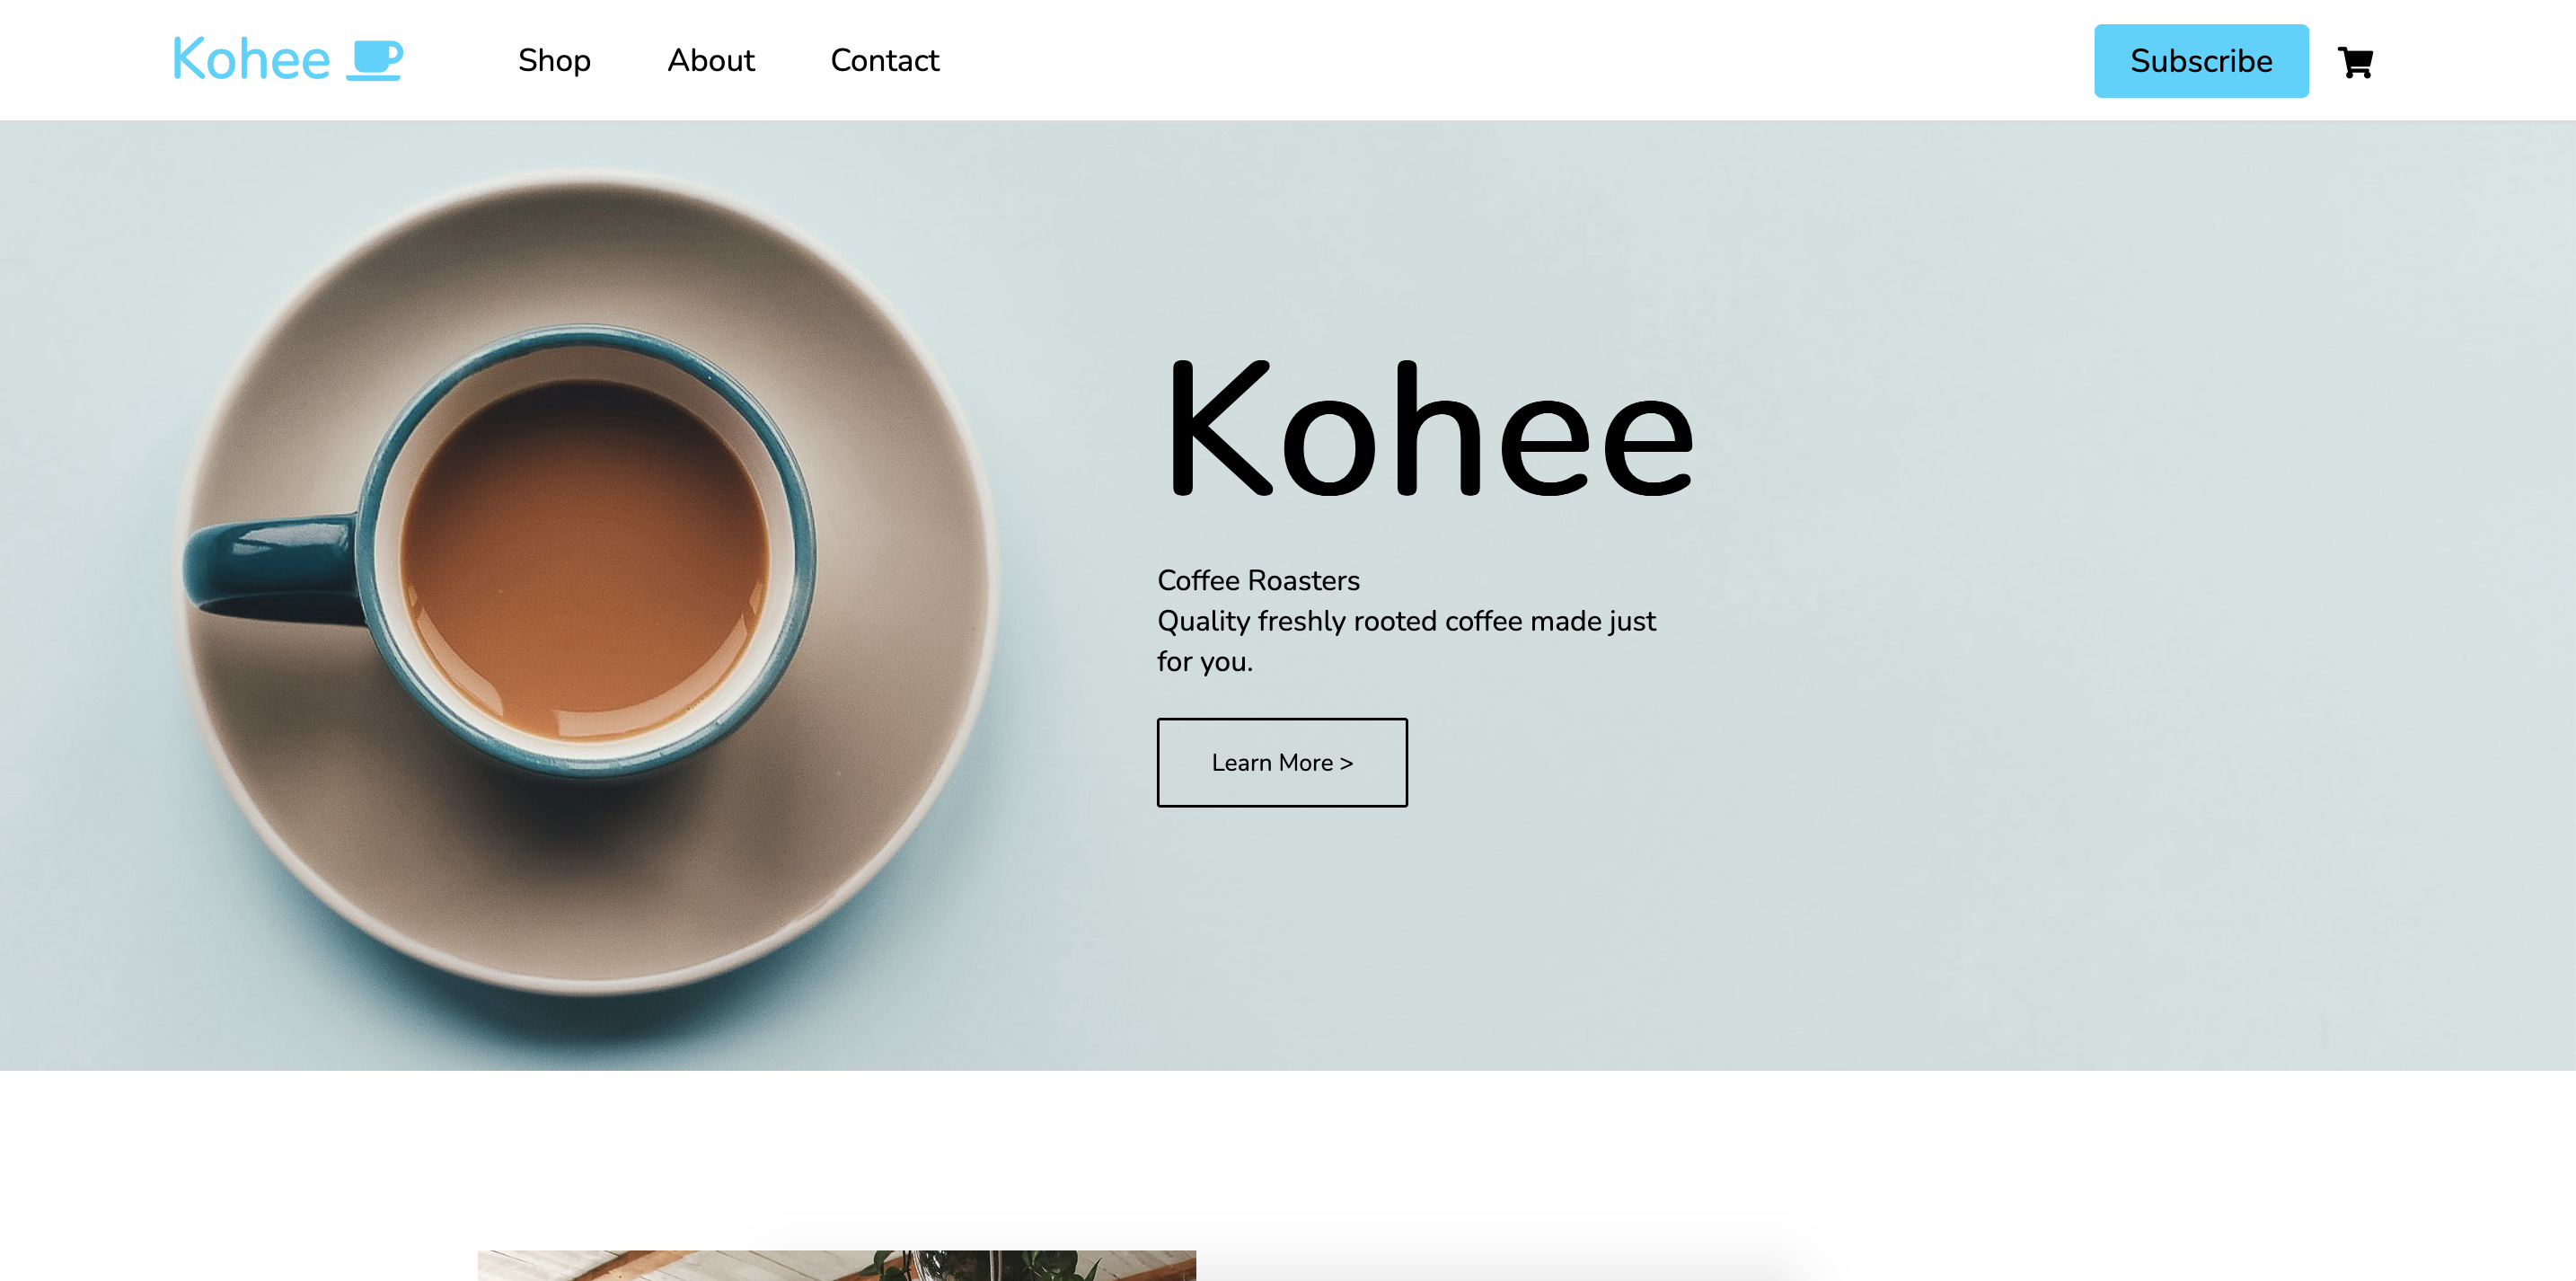 Kohee
Shop
About
Contact
Subscribe
Kohee
Coffee Roasters
Quality freshly rooted coffee made just
for you.
Learn More >